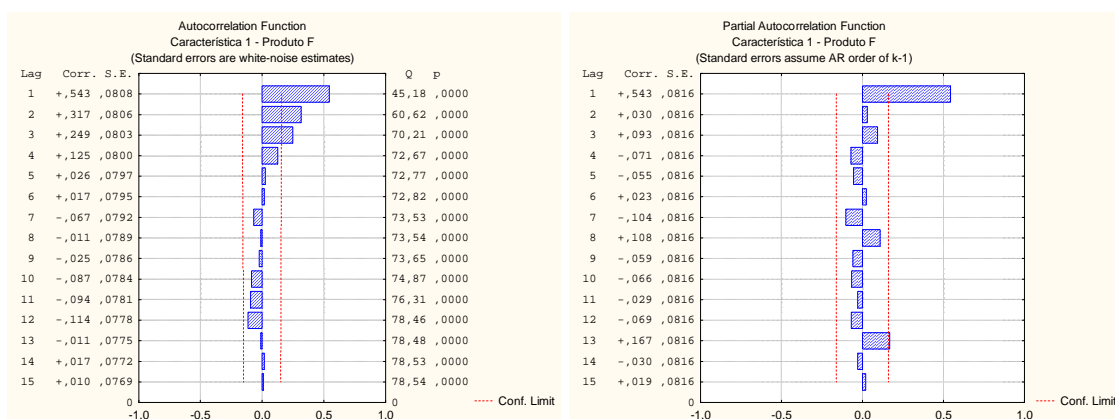 Autocorrelation Function
Característica 1 - Produto F
(Standard errors are white-noise estimates)
Lag Corr. S.E. Q p
1 +,543 ,0808 45,18 ,0000
2 +,317 ,0806 60,62 ,0000
3 +,249 ,0803 70,21 ,0000
4 +,125 ,0800 72,67 ,0000
5 +,026 ,0797 72,77 ,0000
6 +,017 ,0795 72,82 ,0000
7 -,067 ,0792 73,53 ,0000
8 -,011 ,0789 73,54 ,0000
9 -,025 ,0786 73,65 ,0000
10 -,087 ,0784 74,87 ,0000
11 -,094 ,0781 76,31 ,0000
12 -,114 ,0778 78,46 ,0000
13 -,011 ,0775 78,48 ,0000
14 +,017 ,0772 78,53 ,0000
15 +,010 ,0769 78,54 ,0000
0 0
-1.0 -0.5 0.0 0.5 1.0
Conf. Limit
Partial Autocorrelation Function
Característica 1 - Produto F
(Standard errors assume AR order of k-1)
Lag Corr. S.E.
1 +,543 ,0816
2 +,030 ,0816
3 +,093 ,0816
4 -,071 ,0816
5 -,055 ,0816
6 +,023 ,0816
7 -,104 ,0816
8 +,108 ,0816
9 -,059 ,0816
10 -,066 ,0816
11 -,029 ,0816
12 -,069 ,0816
13 +,167 ,0816
14 -,030 ,0816
15 +,019 ,0816
0 0
-1.0 -0.5 0.0 0.5 1.0
Conf. Limit